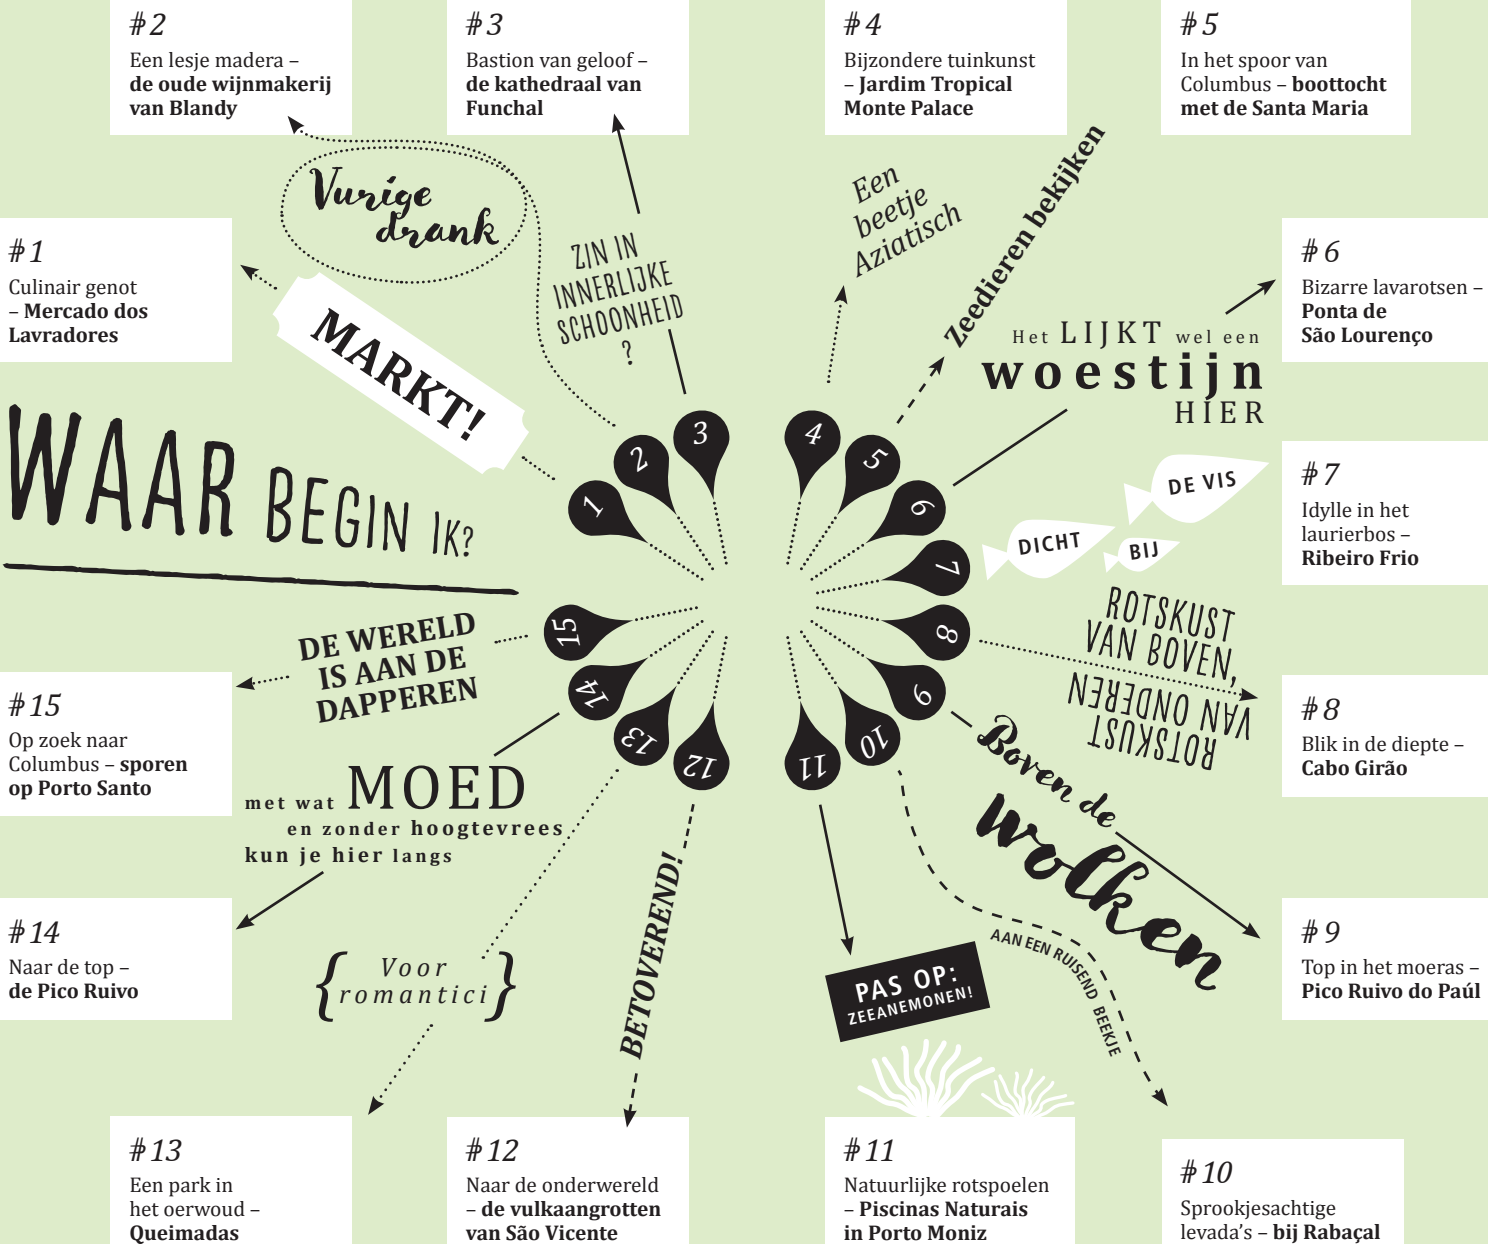 #2
Een lesje madera –
de oude wijnmakerij
van Blandy
#3
Bastion van geloof –
de kathedraal van
Funchal
#4
Bijzondere tuinkunst
– Jardim Tropical
Monte Palace
#5
In het spoor van
Columbus – boottocht
met de Santa Maria
Vurige
drank
ZIN IN
INNERLIJKE
SCHOONHEID
?
Een
beetje
Aziatisch
Zeedieren bekijken
#1
Culinair genot
– Mercado dos
Lavradores
MARKT!
Het LIJKT wel een
woestijn
HIER
#6
Bizarre lavarotsen –
Ponta de
São Lourenço
WAAR BEGIN IK?
1
2
3
4
5
6
7
8
9
10
11
12
13
14
15
DE VIS
DICHT
BIJ
#7
Idylle in het
laurierbos –
Ribeiro Frio
DE WERELD
IS AAN DE
DAPPEREN
ROTSKUST
VAN BOVEN,
ROTSKUST
VAN ONDEREN
#15
Op zoek naar
Columbus – sporen
op Porto Santo
#8
Blik in de diepte –
Cabo Girão
met wat MOED
en zonder hoogtevrees
kun je hier langs
Boven de
wolken
#14
Naar de top –
de Pico Ruivo
{ Voor
romantici }
BETOVEREND!
PAS OP:
ZEEANEMONEN!
AAN EEN RUISEND BEEKJE
#9
Top in het moeras –
Pico Ruivo do Paúl
#13
Een park in
het oerwoud –
Queimadas
#12
Naar de onderwereld
– de vulkaangrotten
van São Vicente
#11
Natuurlijke rotspoelen
– Piscinas Naturais
in Porto Moniz
#10
Sprookjesachtige
levada's – bij Rabaçal